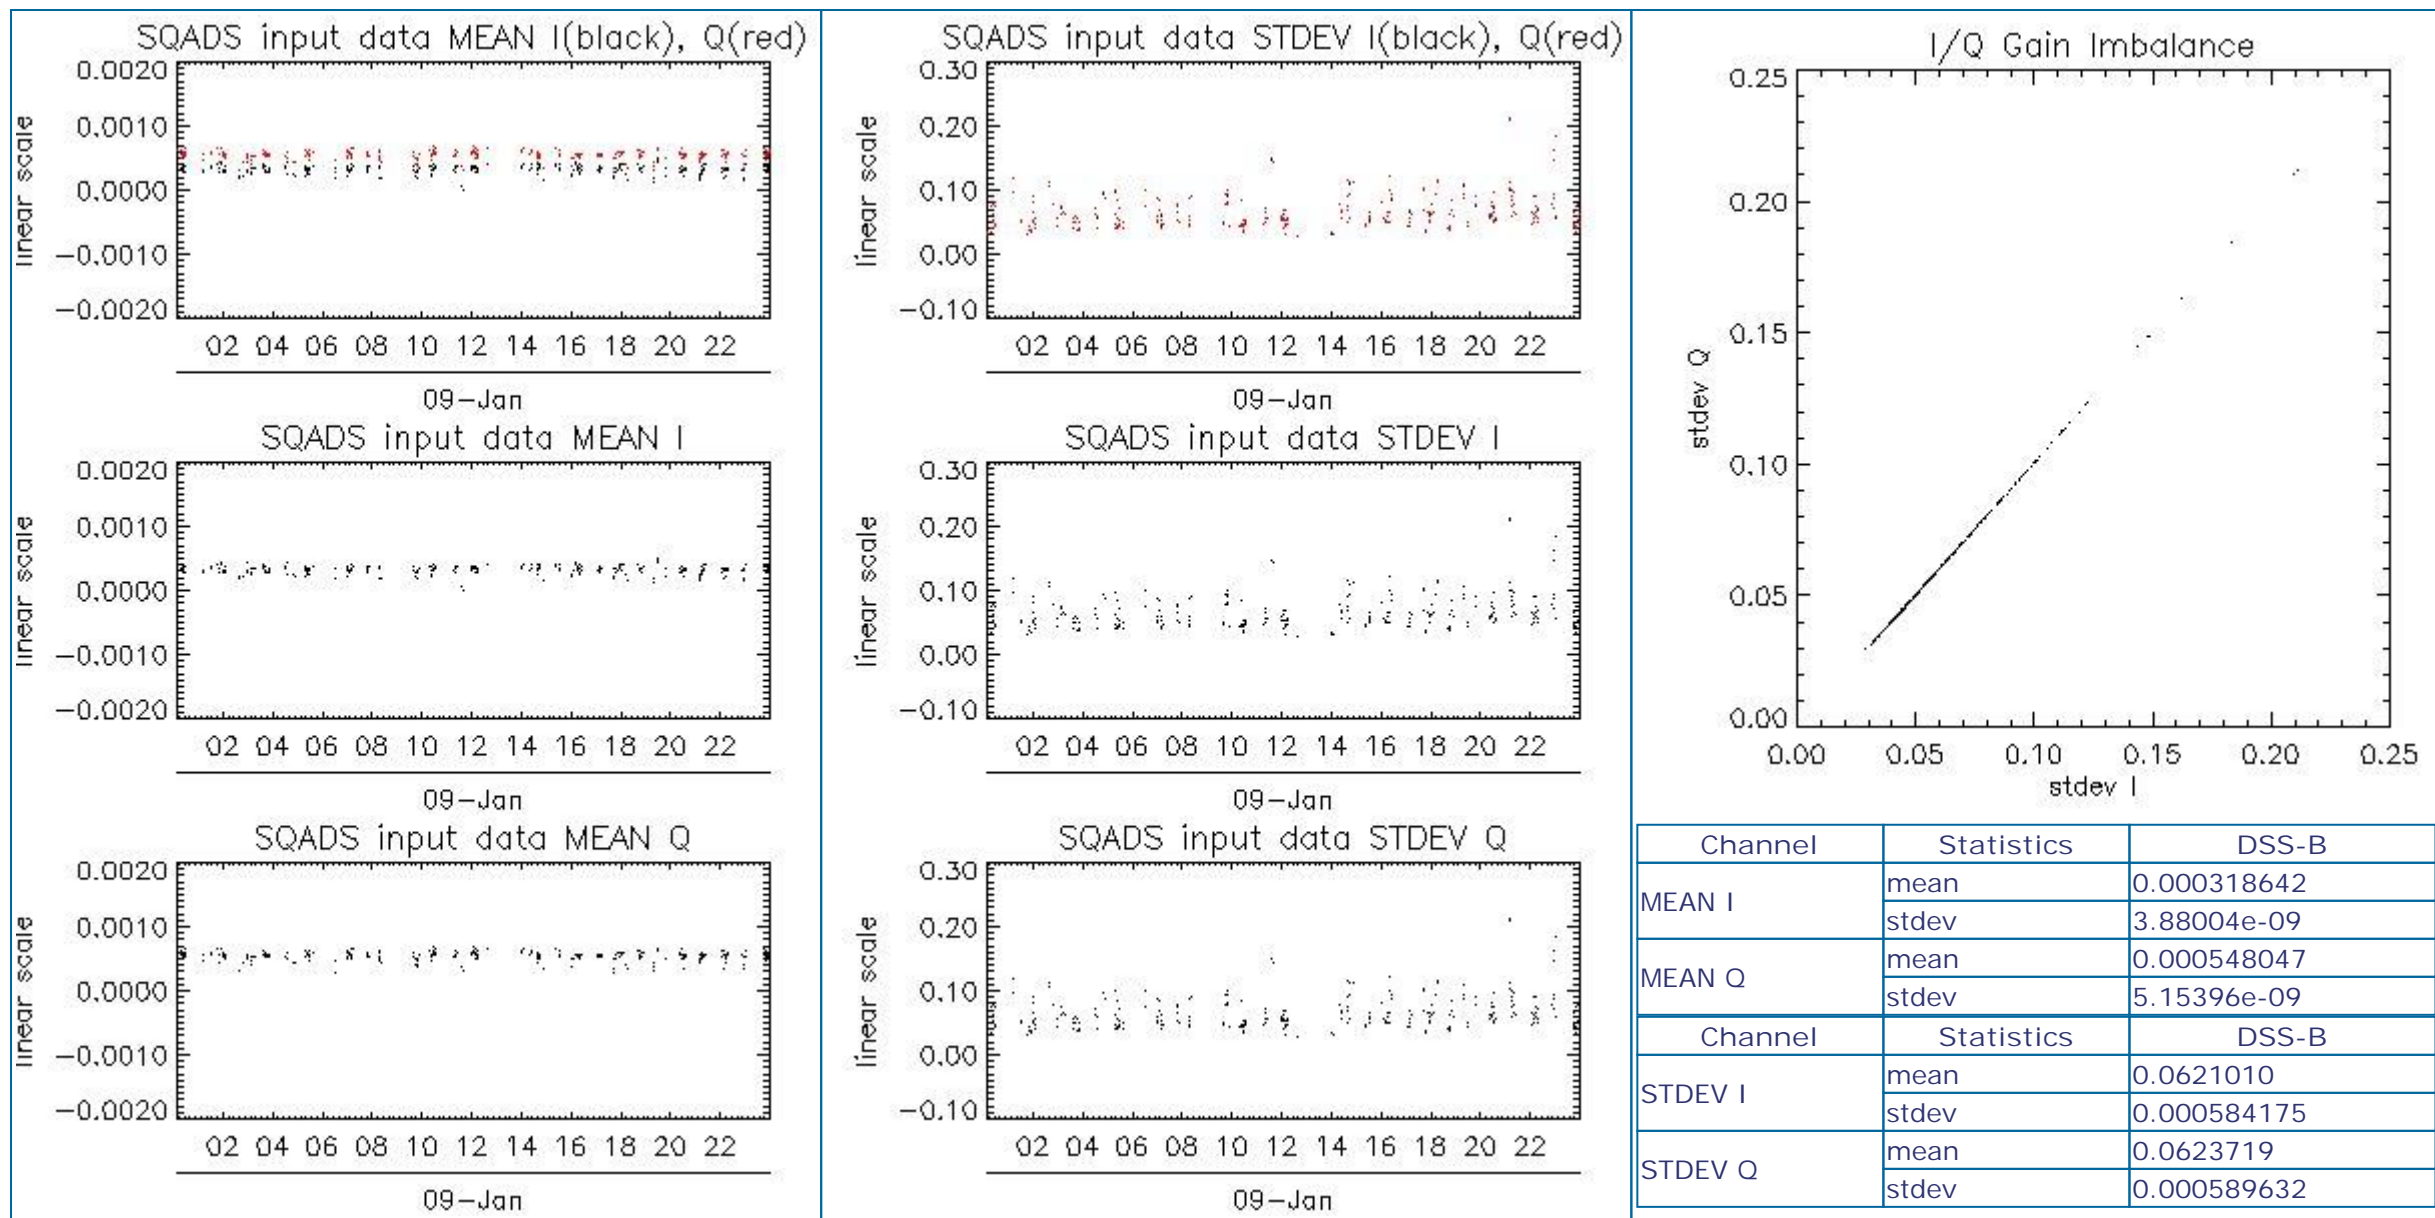 SQADS input data MEAN I(black), Q(red)
linear scale
0.0020
0.0010
0.0000
−0.0010
−0.0020
02 04 06 08 10 12 14 16 18 20 22
09−Jan
SQADS input data MEAN I
linear scale
0.0020
0.0010
0.0000
−0.0010
−0.0020
02 04 06 08 10 12 14 16 18 20 22
09−Jan
SQADS input data MEAN Q
linear scale
0.0020
0.0010
0.0000
−0.0010
−0.0020
02 04 06 08 10 12 14 16 18 20 22
09−Jan
SQADS input data STDEV I(black), Q(red)
linear scale
0.30
0.20
0.10
0.00
−0.10
02 04 06 08 10 12 14 16 18 20 22
09−Jan
SQADS input data STDEV I
linear scale
0.30
0.20
0.10
0.00
−0.10
02 04 06 08 10 12 14 16 18 20 22
09−Jan
SQADS input data STDEV Q
linear scale
0.30
0.20
0.10
0.00
−0.10
02 04 06 08 10 12 14 16 18 20 22
09−Jan
I/Q Gain Imbalance
stdev Q
0.25
0.20
0.15
0.10
0.05
0.00
0.00 0.05 0.10 0.15 0.20 0.25
stdev I
Channel Statistics DSS-B
MEAN I
mean 0.000318642
stdev 3.88004e-09
MEAN Q
mean 0.000548047
stdev 5.15396e-09
Channel Statistics DSS-B
STDEV I
mean 0.0621010
stdev 0.000584175
STDEV Q
mean 0.0623719
stdev 0.000589632